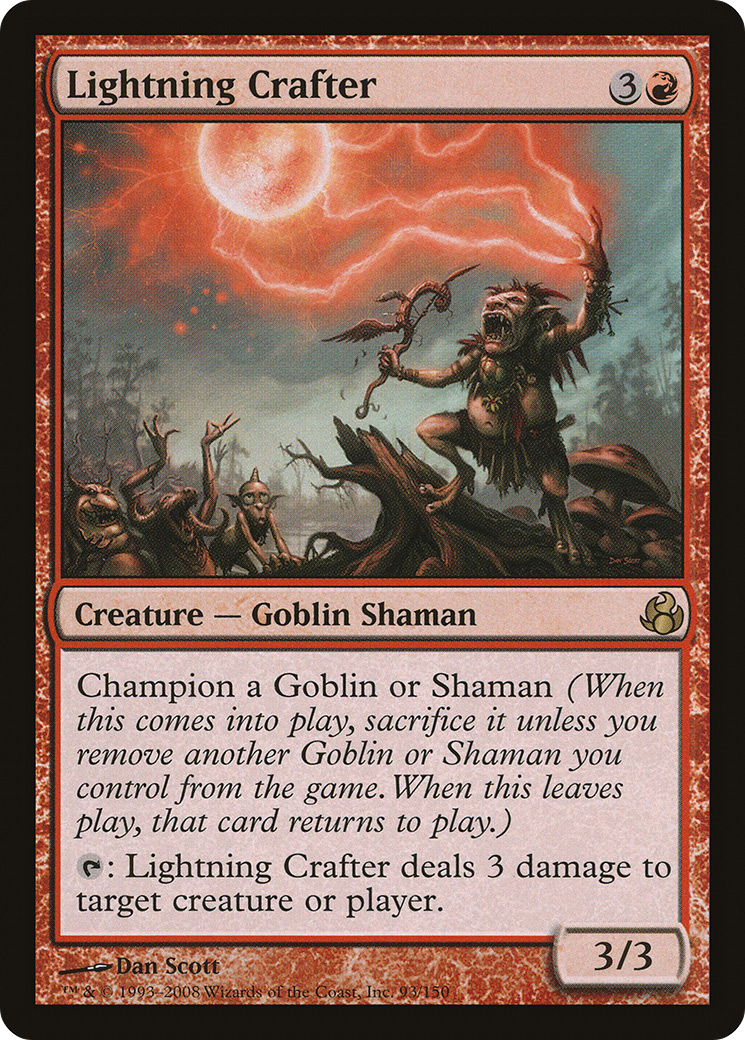 Lightning Crafter 3
Dan Scott
Creature — Goblin Shaman
Champion a Goblin or Shaman (When
this comes into play, sacrifice it unless you
remove another Goblin or Shaman you
control from the game. When this leaves
play, that card returns to play.)
: Lightning Crafter deals 3 damage to
target creature or player.
3/3
Dan Scott
™ & © 1993–2008 Wizards of the Coast, Inc. 93/150